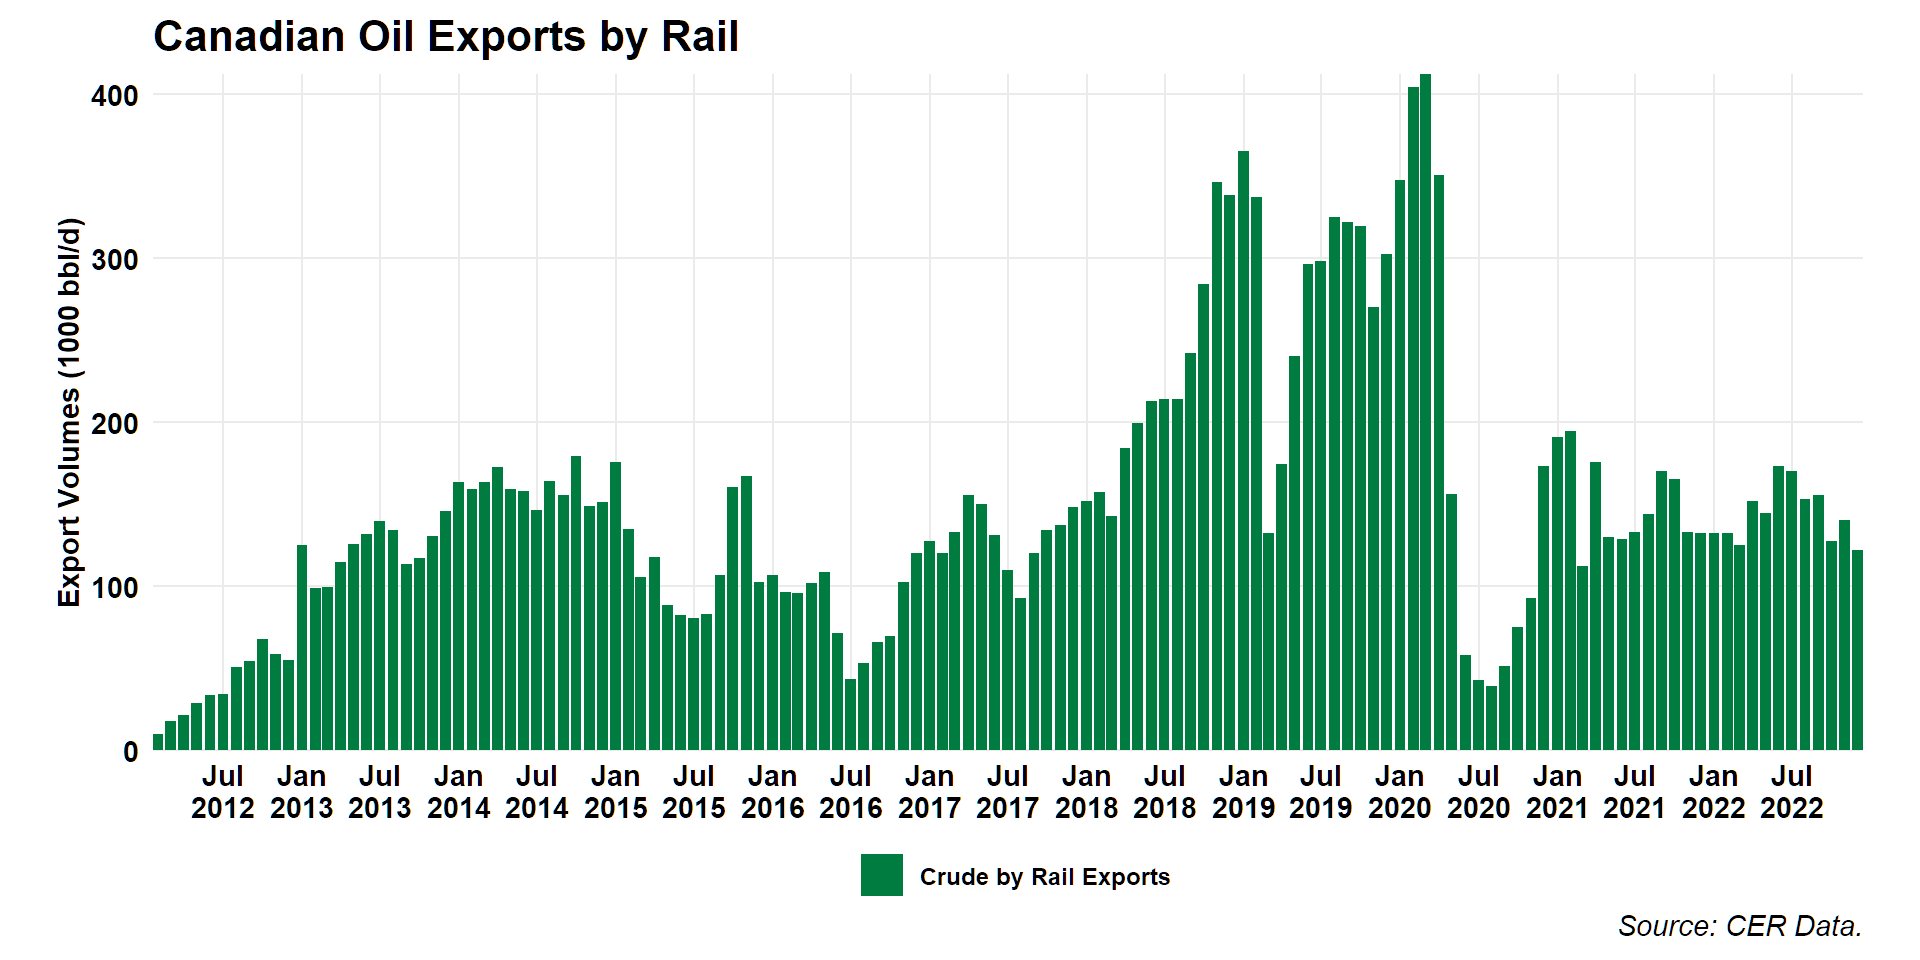 Canadian Oil Exports by Rail
Export Volumes (1000 bbl/d)
400
300
200
100
0
Jul Jan Jul Jan Jul Jan Jul Jan Jul Jan Jul Jan Jul Jan Jul Jan Jul Jan Jul Jan Jul
2012 2013 2013 2014 2014 2015 2015 2016 2016 2017 2017 2018 2018 2019 2019 2020 2020 2021 2021 2022 2022
Crude by Rail Exports
Source: CER Data.